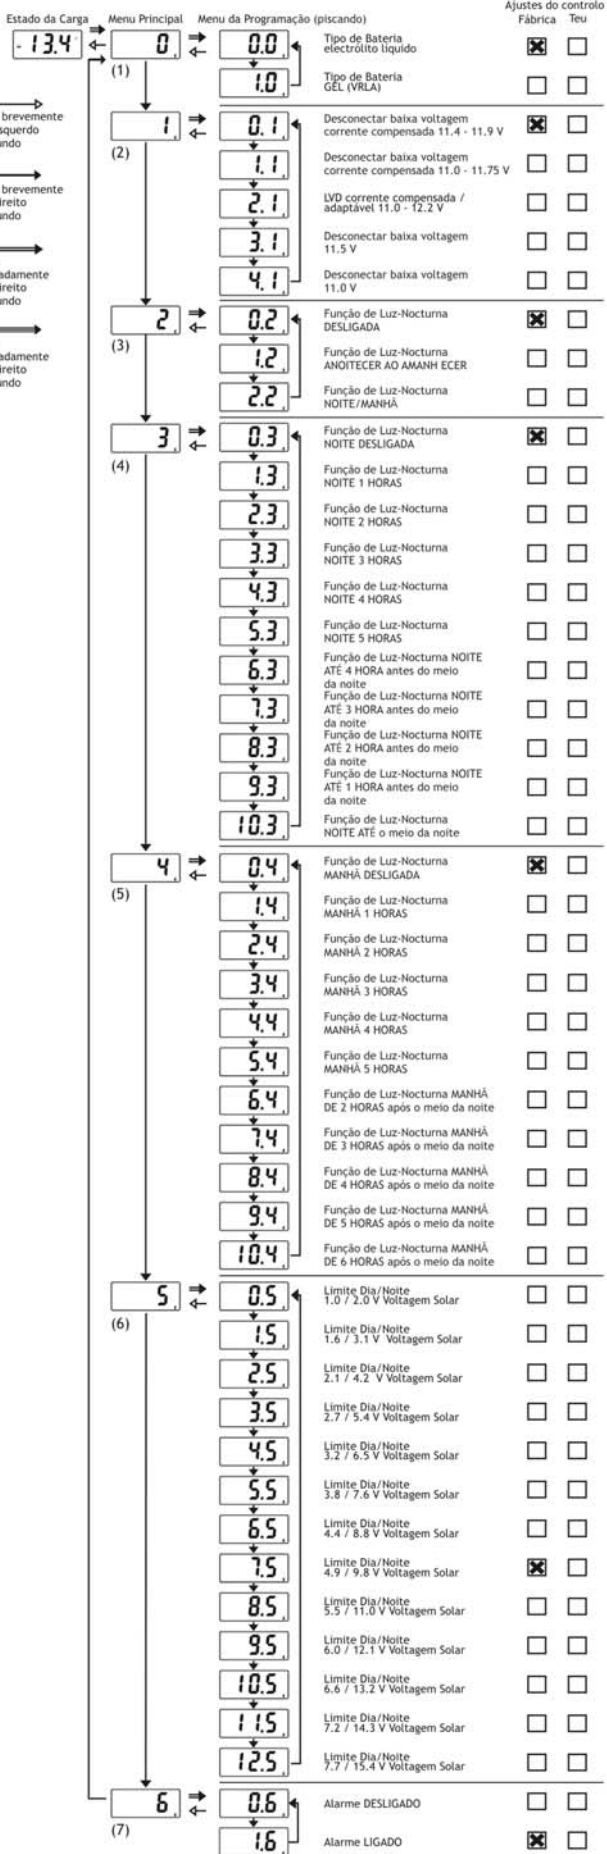 Ajustes do controlo
Estado da Carga Menu Principal Menu da Programação (piscando) Fábrica Teu
- 13.4 0 0.0 Tipo de Bateria
electrólito líquido
(1) 1.0 Tipo de Bateria
GEL (VRLA)
brevemente
squerdo
undo
1 0.1 Desconectar baixa voltagem
corrente compensada 11.4 - 11.9 V
(2) 1.1 Desconectar baixa voltagem
corrente compensada 11.0 - 11.75 V
brevemente
ireito
undo
2.1 LVD corrente compensada /
adaptável 11.0 - 12.2 V
3.1 Desconectar baixa voltagem
11.5 V
adamente
ireito
undo
4.1 Desconectar baixa voltagem
11.0 V
2 0.2 Função de Luz-Nocturna
DESLIGADA
(3) 1.2 Função de Luz-Nocturna
ANOITECER AO AMANH ECER
adamente
ireito
undo
2.2 Função de Luz-Nocturna
NOITE/MANHÃ
3 0.3 Função de Luz-Nocturna
NOITE DESLIGADA
(4) 1.3 Função de Luz-Nocturna
NOITE 1 HORAS
2.3 Função de Luz-Nocturna
NOITE 2 HORAS
3.3 Função de Luz-Nocturna
NOITE 3 HORAS
4.3 Função de Luz-Nocturna
NOITE 4 HORAS
5.3 Função de Luz-Nocturna
NOITE 5 HORAS
6.3 Função de Luz-Nocturna NOITE
ATÉ 4 HORA antes do meio
da noite
7.3 Função de Luz-Nocturna NOITE
ATÉ 3 HORA antes do meio
da noite
8.3 Função de Luz-Nocturna NOITE
ATÉ 2 HORA antes do meio
da noite
9.3 Função de Luz-Nocturna NOITE
ATÉ 1 HORA antes do meio
da noite
10.3 Função de Luz-Nocturna
NOITE ATÉ o meio da noite
4 0.4 Função de Luz-Nocturna
MANHÃ DESLIGADA
(5) 1.4 Função de Luz-Nocturna
MANHÃ 1 HORAS
2.4 Função de Luz-Nocturna
MANHÃ 2 HORAS
3.4 Função de Luz-Nocturna
MANHÃ 3 HORAS
4.4 Função de Luz-Nocturna
MANHÃ 4 HORAS
5.4 Função de Luz-Nocturna
MANHÃ 5 HORAS
6.4 Função de Luz-Nocturna MANHÃ
DE 2 HORAS após o meio da noite
7.4 Função de Luz-Nocturna MANHÃ
DE 3 HORAS após o meio da noite
8.4 Função de Luz-Nocturna MANHÃ
DE 4 HORAS após o meio da noite
9.4 Função de Luz-Nocturna MANHÃ
DE 5 HORAS após o meio da noite
10.4 Função de Luz-Nocturna MANHÃ
DE 6 HORAS após o meio da noite
5 0.5 Limite Dia/Noite
1.0 / 2.0 V Voltagem Solar
(6) 1.5 Limite Dia/Noite
1.6 / 3.1 V Voltagem Solar
2.5 Limite Dia/Noite
2.1 / 4.2 V Voltagem Solar
3.5 Limite Dia/Noite
2.7 / 5.4 V Voltagem Solar
4.5 Limite Dia/Noite
3.2 / 6.5 V Voltagem Solar
5.5 Limite Dia/Noite
3.8 / 7.6 V Voltagem Solar
6.5 Limite Dia/Noite
4.4 / 8.8 V Voltagem Solar
7.5 Limite Dia/Noite
4.9 / 9.8 V Voltagem Solar
8.5 Limite Dia/Noite
5.5 / 11.0 V Voltagem Solar
9.5 Limite Dia/Noite
6.0 / 12.1 V Voltagem Solar
10.5 Limite Dia/Noite
6.6 / 13.2 V Voltagem Solar
11.5 Limite Dia/Noite
7.2 / 14.3 V Voltagem Solar
12.5 Limite Dia/Noite
7.7 / 15.4 V Voltagem Solar
6 0.6 Alarme DESLIGADO
(7) 1.6 Alarme LIGADO